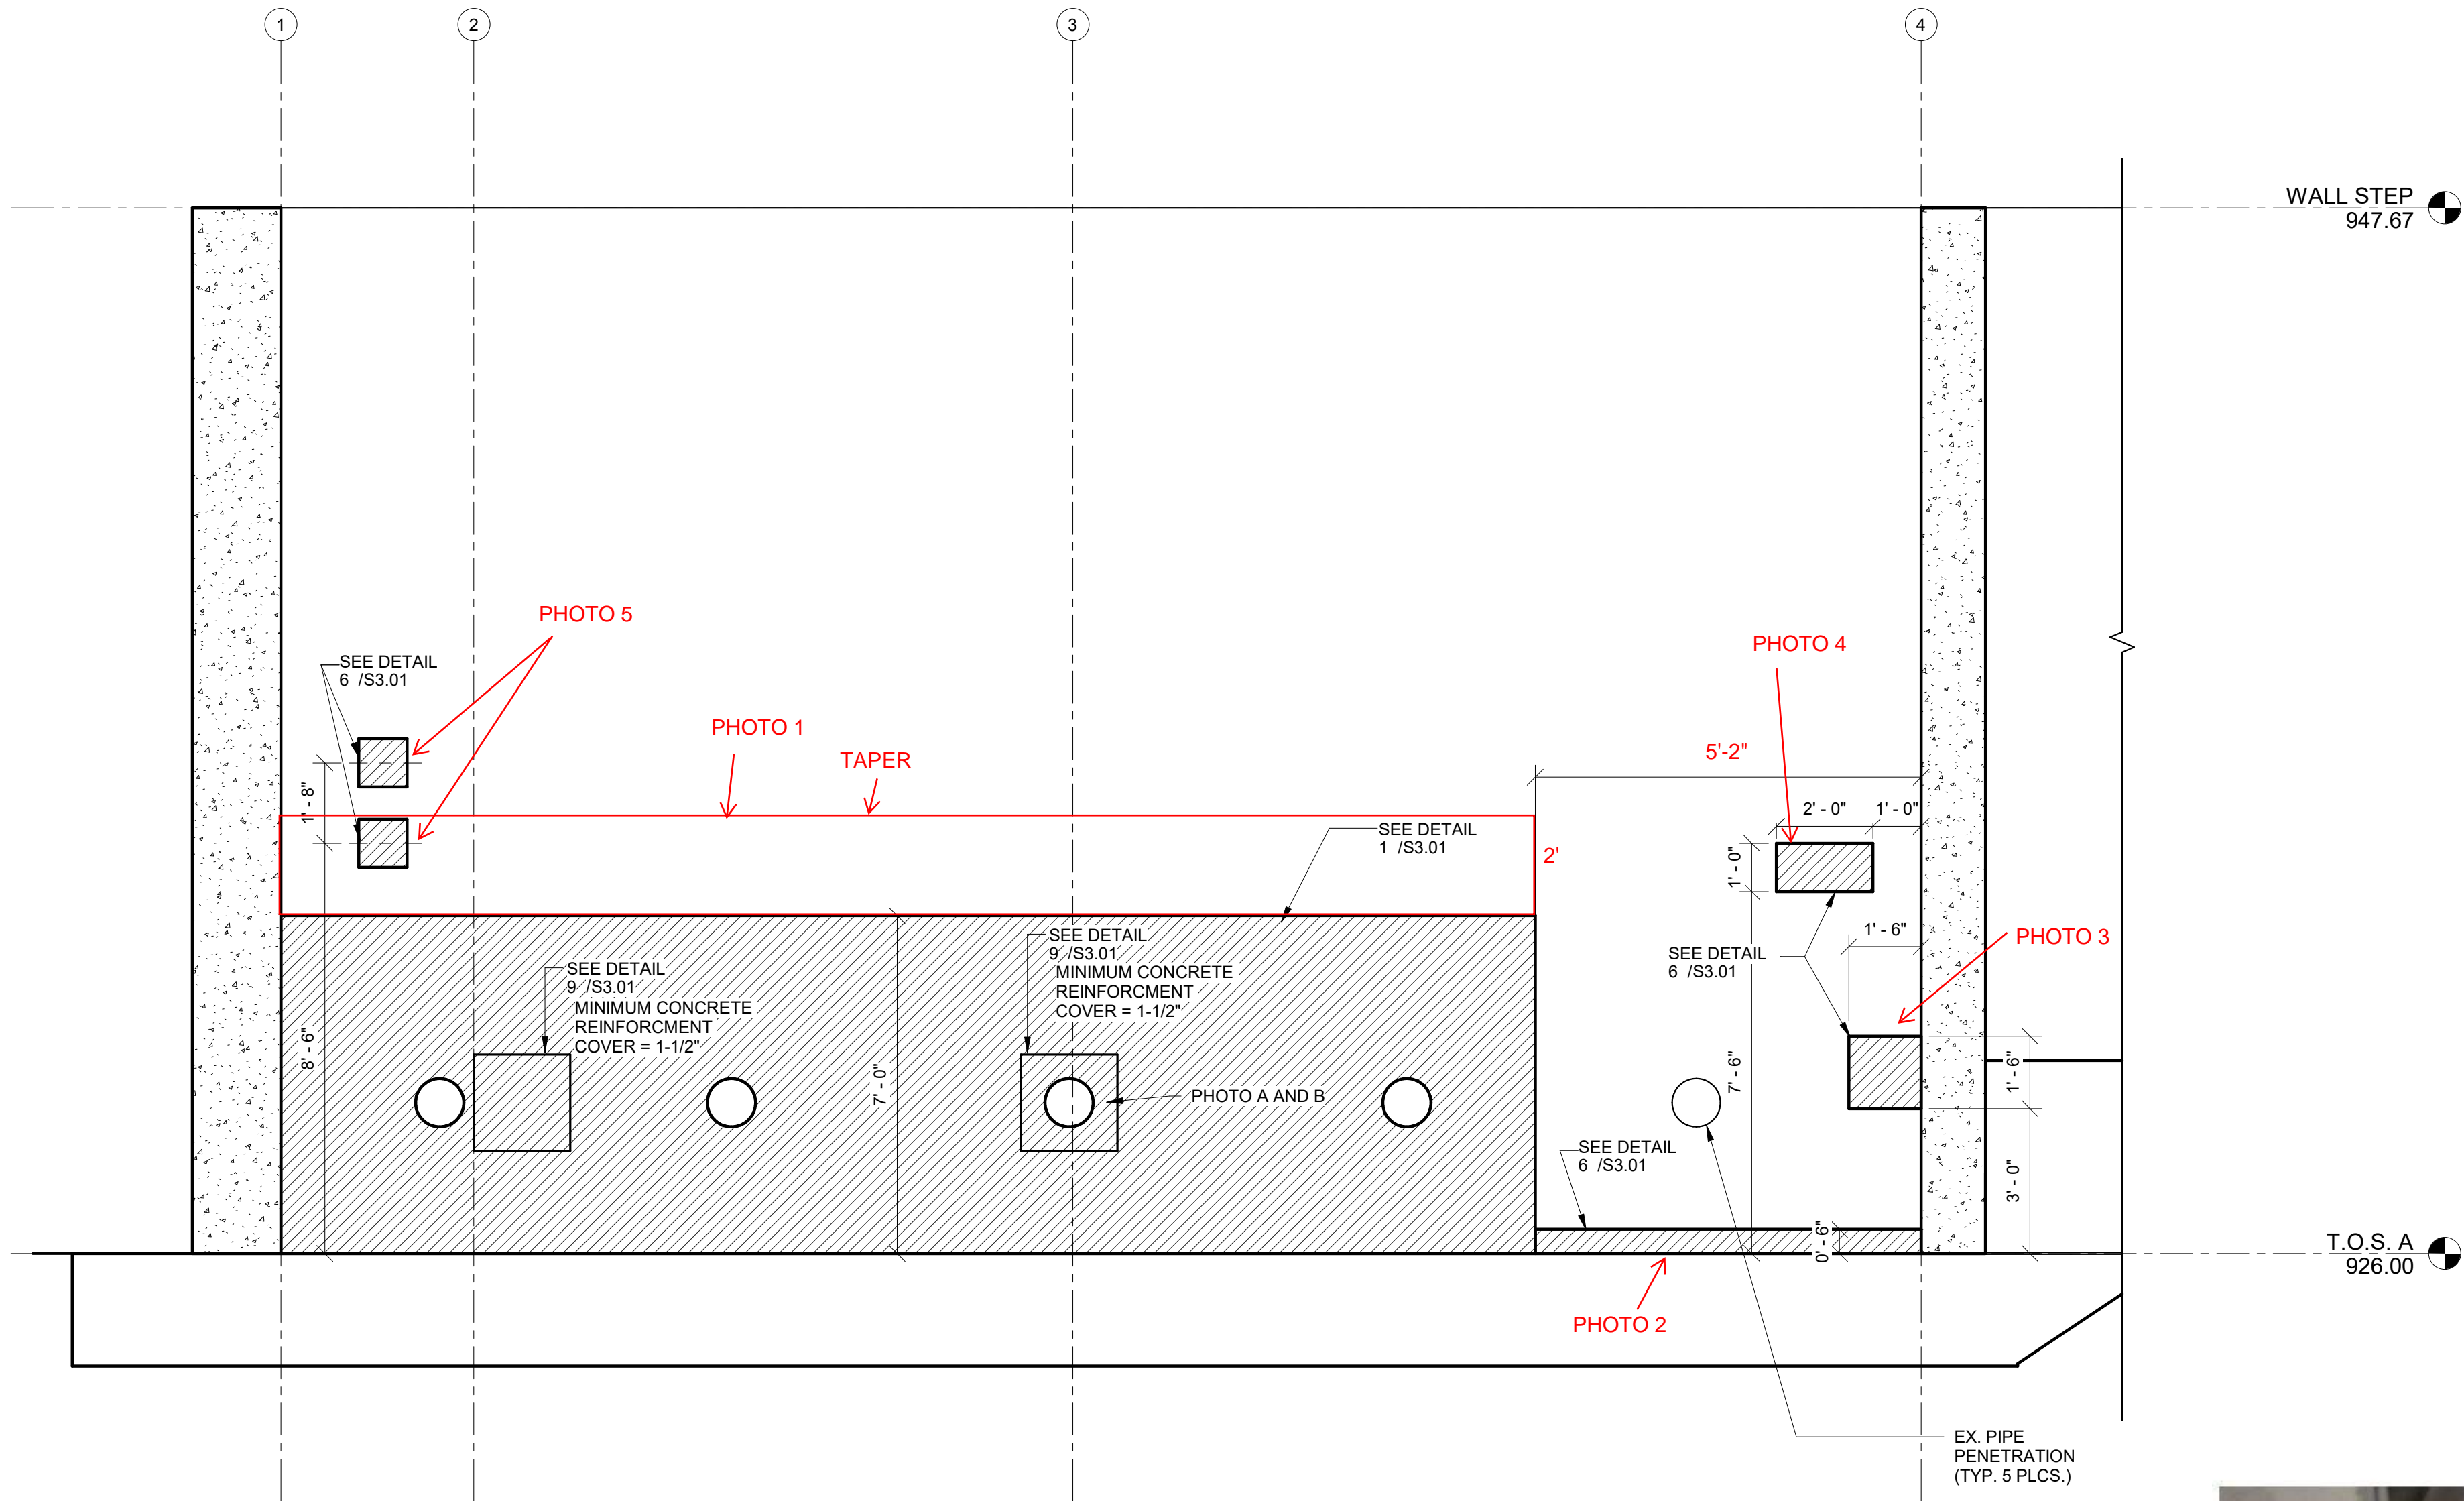 1
2
3
4
WALL STEP
947.67
PHOTO 5
PHOTO 4
SEE DETAIL
6 /S3.01
PHOTO 1
TAPER
5'-2"
1' - 8"
2' - 0"
1' - 0"
SEE DETAIL
1 /S3.01
2'
1' - 0"
1' - 6"
PHOTO 3
SEE DETAIL
9 /S3.01
MINIMUM CONCRETE
REINFORCMENT
COVER = 1-1/2"
SEE DETAIL
9 /S3.01
MINIMUM CONCRETE
REINFORCMENT
COVER = 1-1/2"
SEE DETAIL
6 /S3.01
8' - 6"
7' - 0"
PHOTO A AND B
7' - 6"
1' - 6"
SEE DETAIL
6 /S3.01
3' - 0"
0' - 6"
T.O.S. A
926.00
PHOTO 2
EX. PIPE
PENETRATION
(TYP. 5 PLCS.)